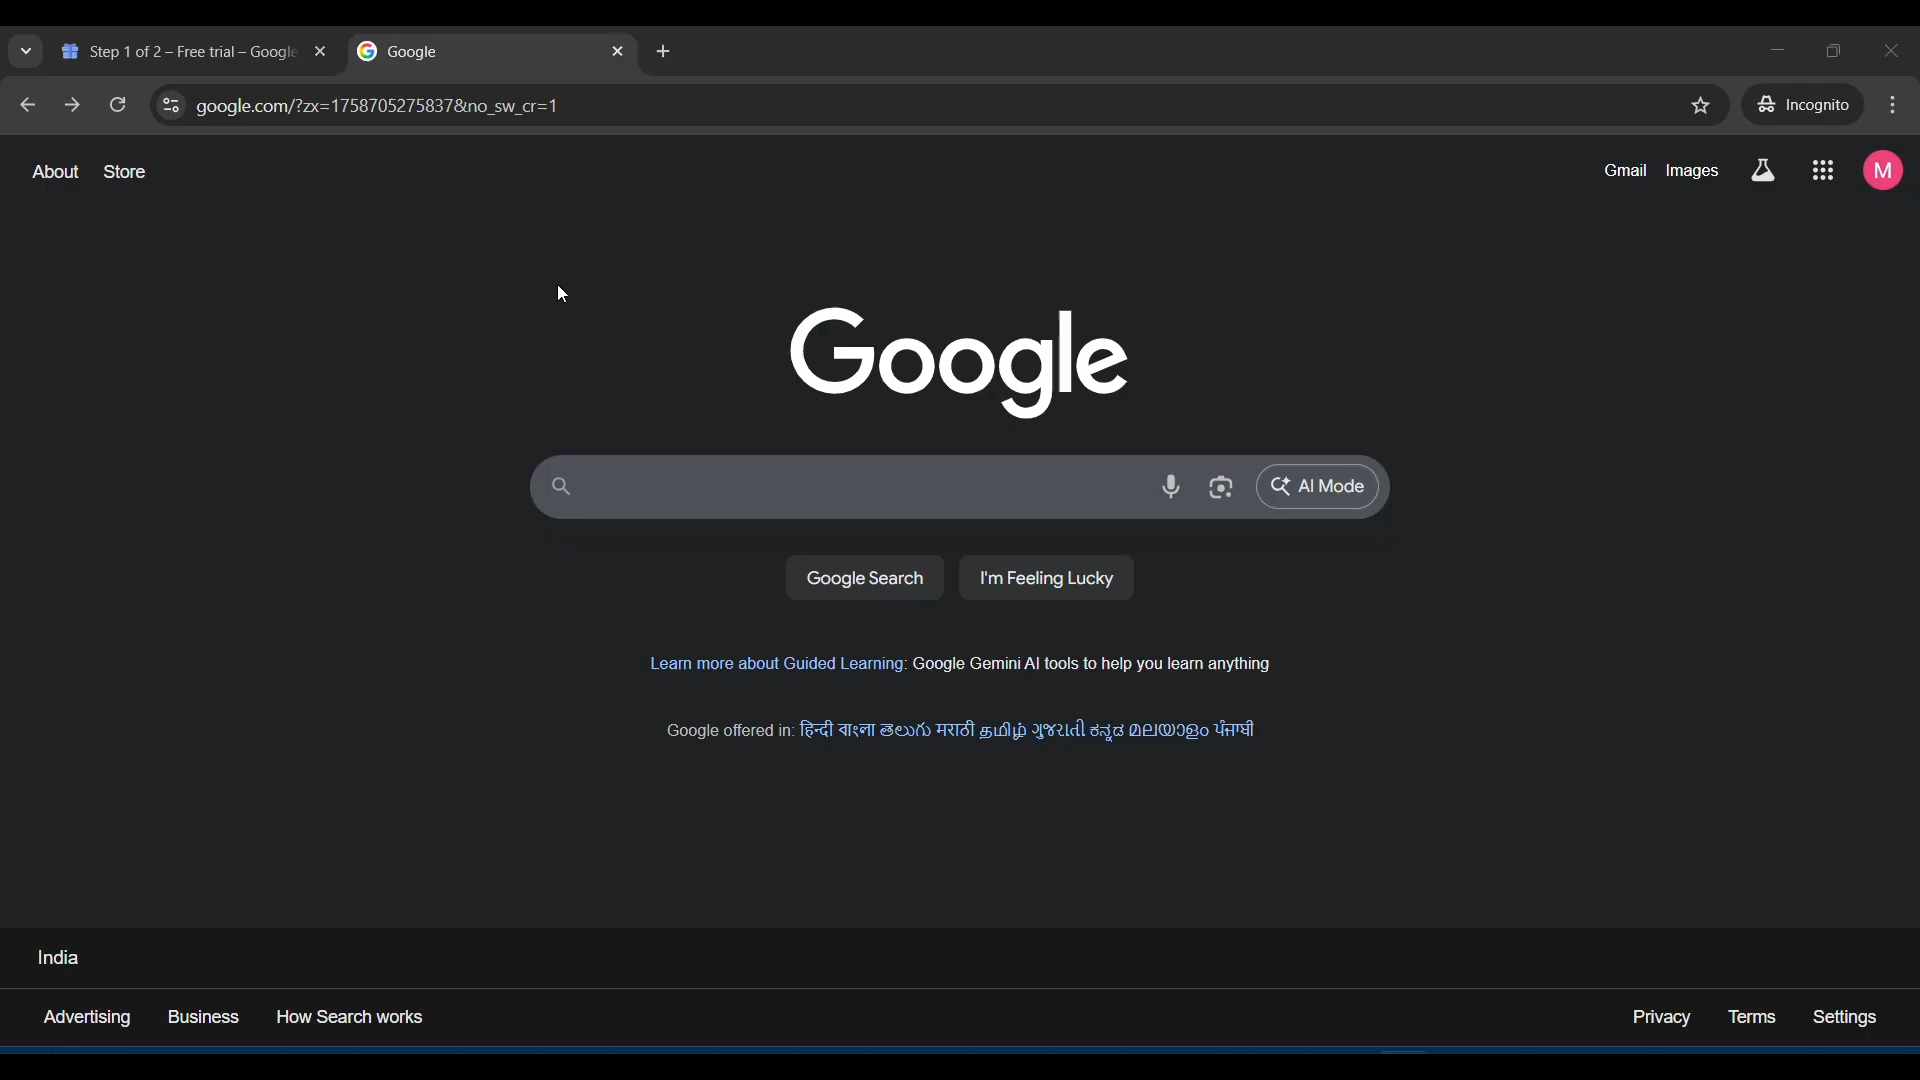 Step 1 of 2 – Free trial – Google
Google
google.com/?zx=1758705275837&no_sw_cr=1
Incognito
About Store
Gmail Images
M
Google
AI Mode
Google Search I'm Feeling Lucky
Learn more about Guided Learning: Google Gemini AI tools to help you learn anything
Google offered in: हिन्दी বাংলা తెలుగు मराठी தமிழ் ગુજરાતી ಕನ್ನಡ മലയാളം ਪੰਜਾਬੀ
India
Advertising Business How Search works
Privacy Terms Settings